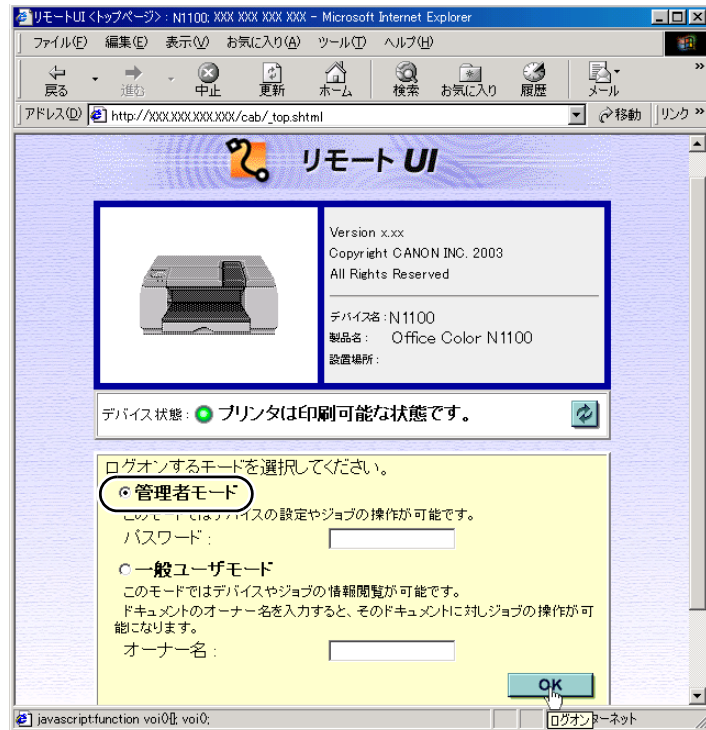 リモートUI <トップページ> : N1100; XXX XXX XXX XXX - Microsoft Internet Explorer
ファイル(F) 編集(E) 表示(V) お気に入り(A) ツール(T) ヘルプ(H)
戻る 進む 中止 更新 ホーム 検索 お気に入り 履歴 メール »
アドレス(D) http://XXX.XXX.XXX.XXX/cab/_top.shtml 移動 リンク »
リモート UI
Version x.xx
Copyright CANON INC. 2003
All Rights Reserved
デバイス名 : N1100
製品名 : Office Color N1100
設置場所 :
デバイス状態 : プリンタは印刷可能な状態です。
ログオンするモードを選択してください。
管理者モード
このモードではデバイスの設定やジョブの操作が可能です。
パスワード :
一般ユーザモード
このモードではデバイスやジョブの情報閲覧が可能です。
ドキュメントのオーナー名を入力すると、そのドキュメントに対しジョブの操作が可
能になります。
オーナー名 :
OK
javascript:function voi0{}; voi0; ログオン ターネット